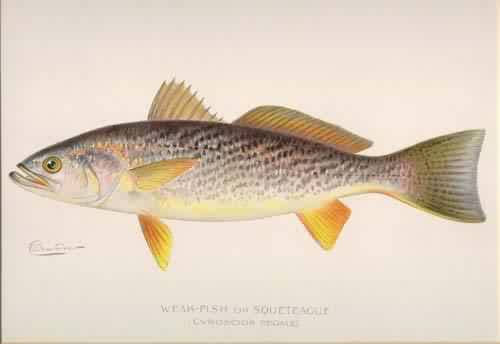 WEAK-FISH OR SQUETEAGUE
(CYNOSCION REGALIS)